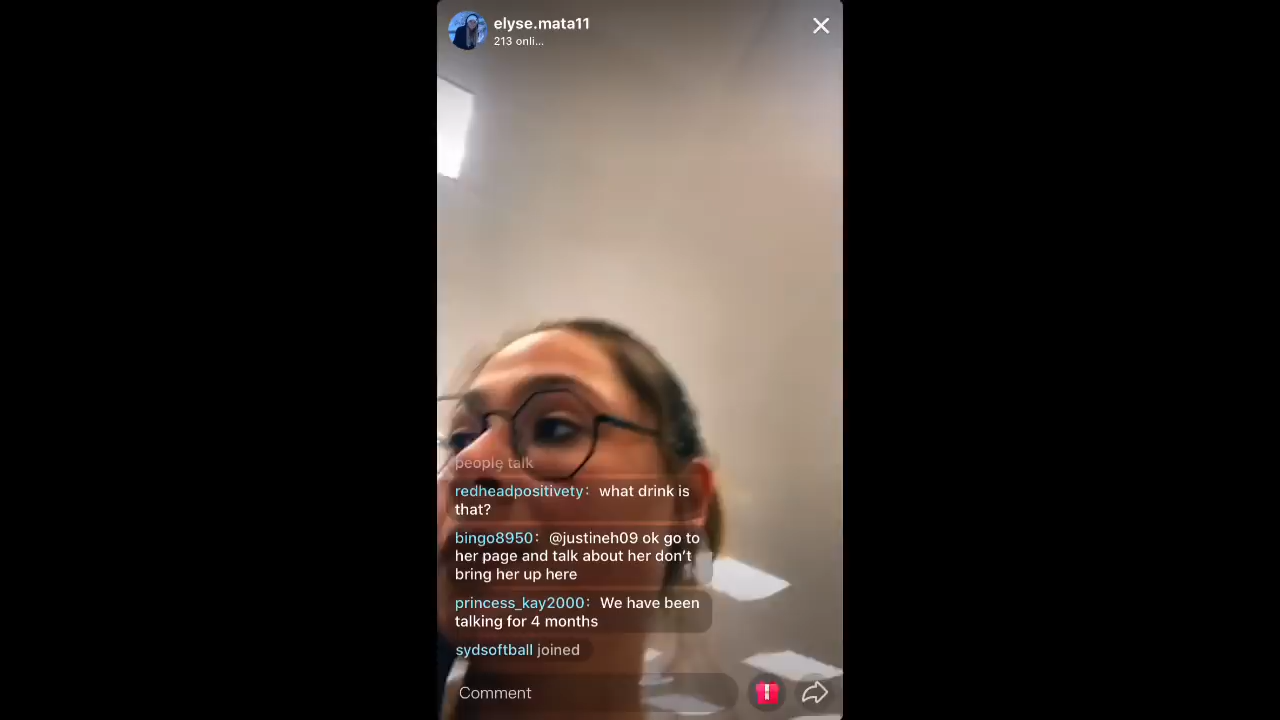 elyse.mata11
213 onli...
people talk
redheadpositivety: what drink is
that?
bingo8950: @justineh09 ok go to
her page and talk about her don't
bring her up here
princess_kay2000: We have been
talking for 4 months
sydsoftball joined
Comment